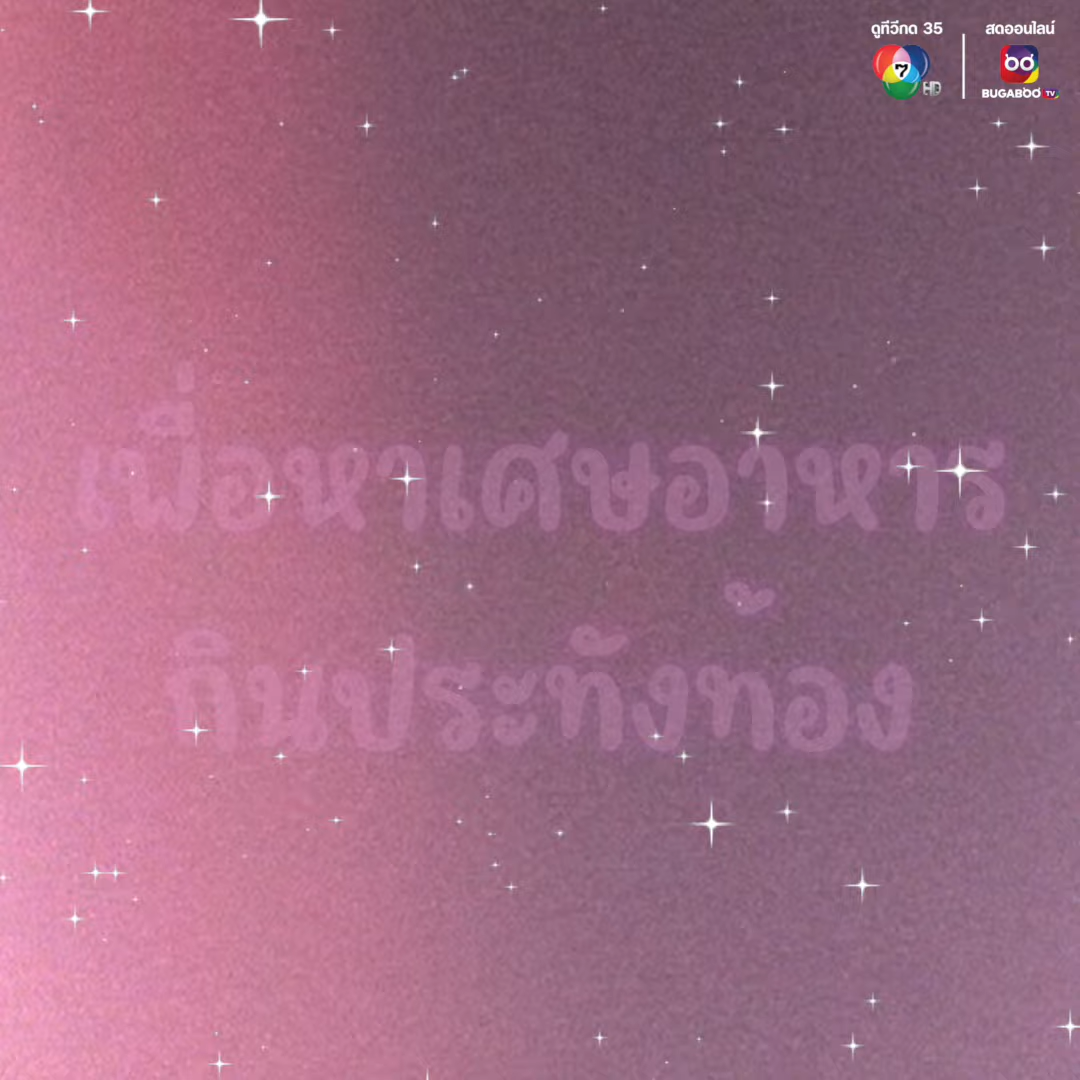 ดูทีวีกด 35
สดออนไลน์
7 HD
BUGABOO TV
เพื่อหาเศษอาหาร
กินประทังท้อง